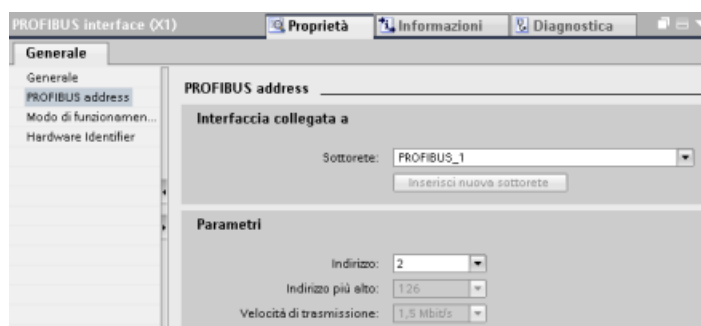 PROFIBUS interface (X1)
Proprietà
Informazioni
Diagnostica
Generale
Generale
PROFIBUS address
Modo di funzionamen...
Hardware Identifier
PROFIBUS address
Interfaccia collegata a
Sottorete: PROFIBUS_1
Inserisci nuova sottorete
Parametri
Indirizzo: 2
Indirizzo più alto: 126
Velocità di trasmissione: 1,5 Mbit/s